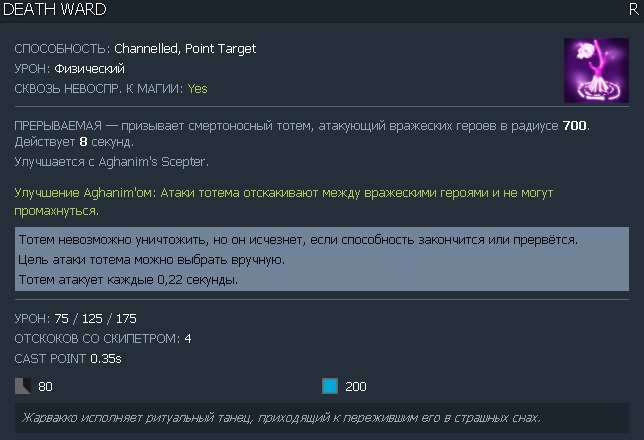 DEATH WARD R
СПОСОБНОСТЬ: Channelled, Point Target
УРОН: Физический
СКВОЗЬ НЕВОСПР. К МАГИИ: Yes
ПРЕРЫВАЕМАЯ — призывает смертоносный тотем, атакующий вражеских героев в радиусе 700.
Действует 8 секунд.
Улучшается с Aghanim's Scepter.
Улучшение Aghanim'ом: Атаки тотема отскакивают между вражескими героями и не могут
промахнуться.
Тотем невозможно уничтожить, но он исчезнет, если способность закончится или прервётся.
Цель атаки тотема можно выбрать вручную.
Тотем атакует каждые 0,22 секунды.
УРОН: 75 / 125 / 175
ОТСКОКОВ СО СКИПЕТРОМ: 4
CAST POINT 0.35s
80 200
Жарвакко исполняет ритуальный танец, приходящий к пережившим его в страшных снах.